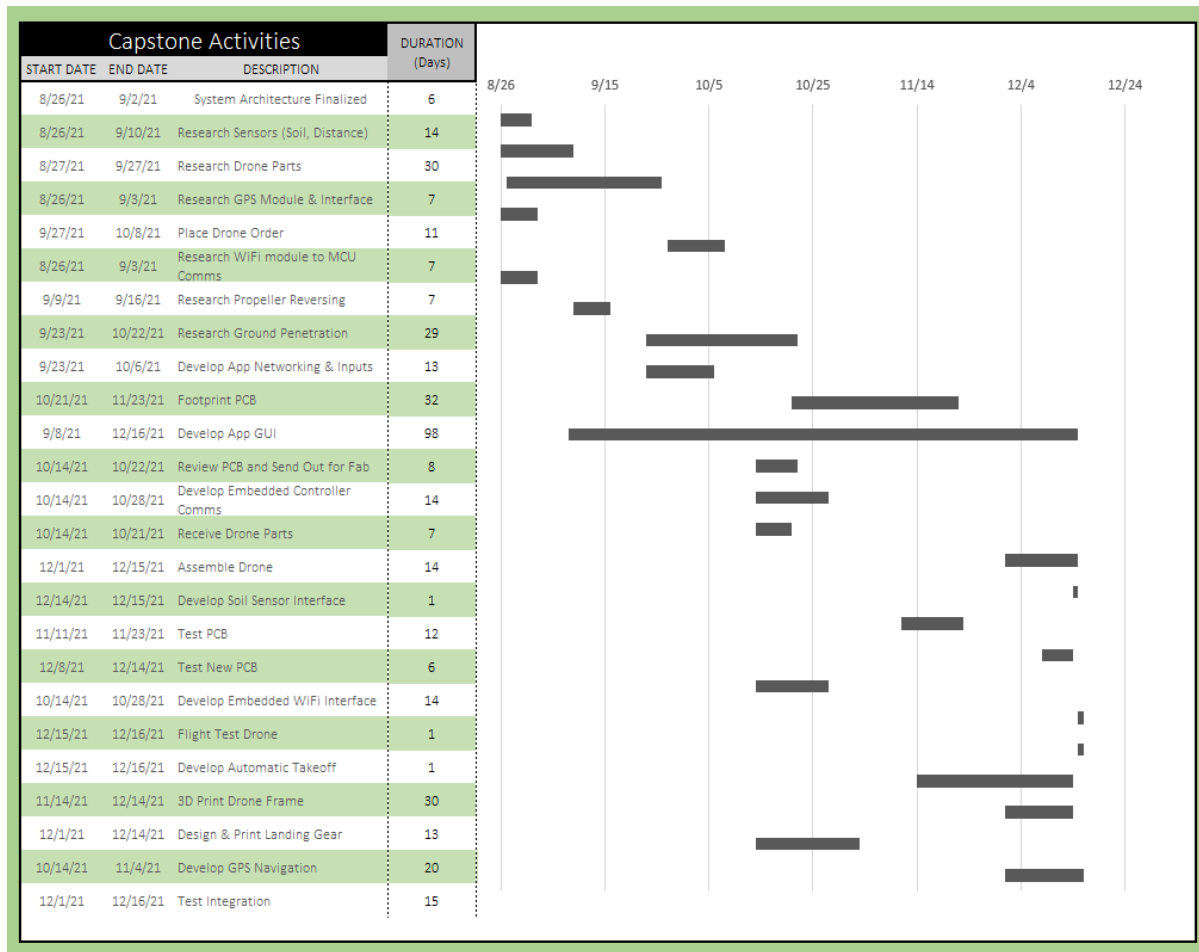 Capstone Activities DURATION
(Days)
START DATE END DATE DESCRIPTION
8/26 9/15 10/5 10/25 11/14 12/4 12/24
8/26/21 9/2/21 System Architecture Finalized 6
8/26/21 9/10/21 Research Sensors (Soil, Distance) 14
8/27/21 9/27/21 Research Drone Parts 30
8/26/21 9/3/21 Research GPS Module & Interface 7
9/27/21 10/8/21 Place Drone Order 11
8/26/21 9/3/21 Research WiFi module to MCU 7
Comms
9/9/21 9/16/21 Research Propeller Reversing 7
9/23/21 10/22/21 Research Ground Penetration 29
9/23/21 10/6/21 Develop App Networking & Inputs 13
10/21/21 11/23/21 Footprint PCB 32
9/8/21 12/16/21 Develop App GUI 98
10/14/21 10/22/21 Review PCB and Send Out for Fab 8
10/14/21 10/28/21 Develop Embedded Controller 14
Comms
10/14/21 10/21/21 Receive Drone Parts 7
12/1/21 12/15/21 Assemble Drone 14
12/14/21 12/15/21 Develop Soil Sensor Interface 1
11/11/21 11/23/21 Test PCB 12
12/8/21 12/14/21 Test New PCB 6
10/14/21 10/28/21 Develop Embedded WiFi Interface 14
12/15/21 12/16/21 Flight Test Drone 1
12/15/21 12/16/21 Develop Automatic Takeoff 1
11/14/21 12/14/21 3D Print Drone Frame 30
12/1/21 12/14/21 Design & Print Landing Gear 13
10/14/21 11/4/21 Develop GPS Navigation 20
12/1/21 12/16/21 Test Integration 15